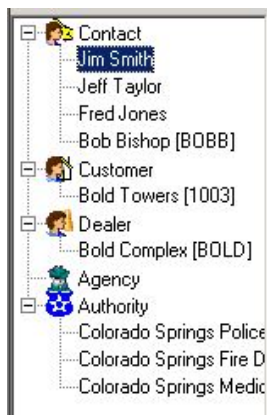 Contact
Jim Smith
Jeff Taylor
Fred Jones
Bob Bishop [BOBB]
Customer
Bold Towers [1003]
Dealer
Bold Complex [BOLD]
Agency
Authority
Colorado Springs Police
Colorado Springs Fire D
Colorado Springs Medic